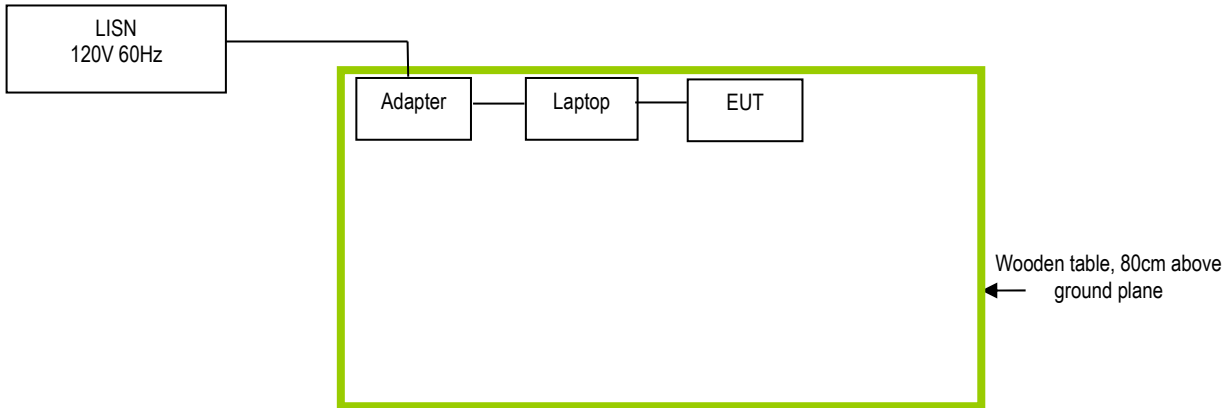 LISN
120V 60Hz
Adapter
Laptop
EUT
Wooden table, 80cm above
ground plane